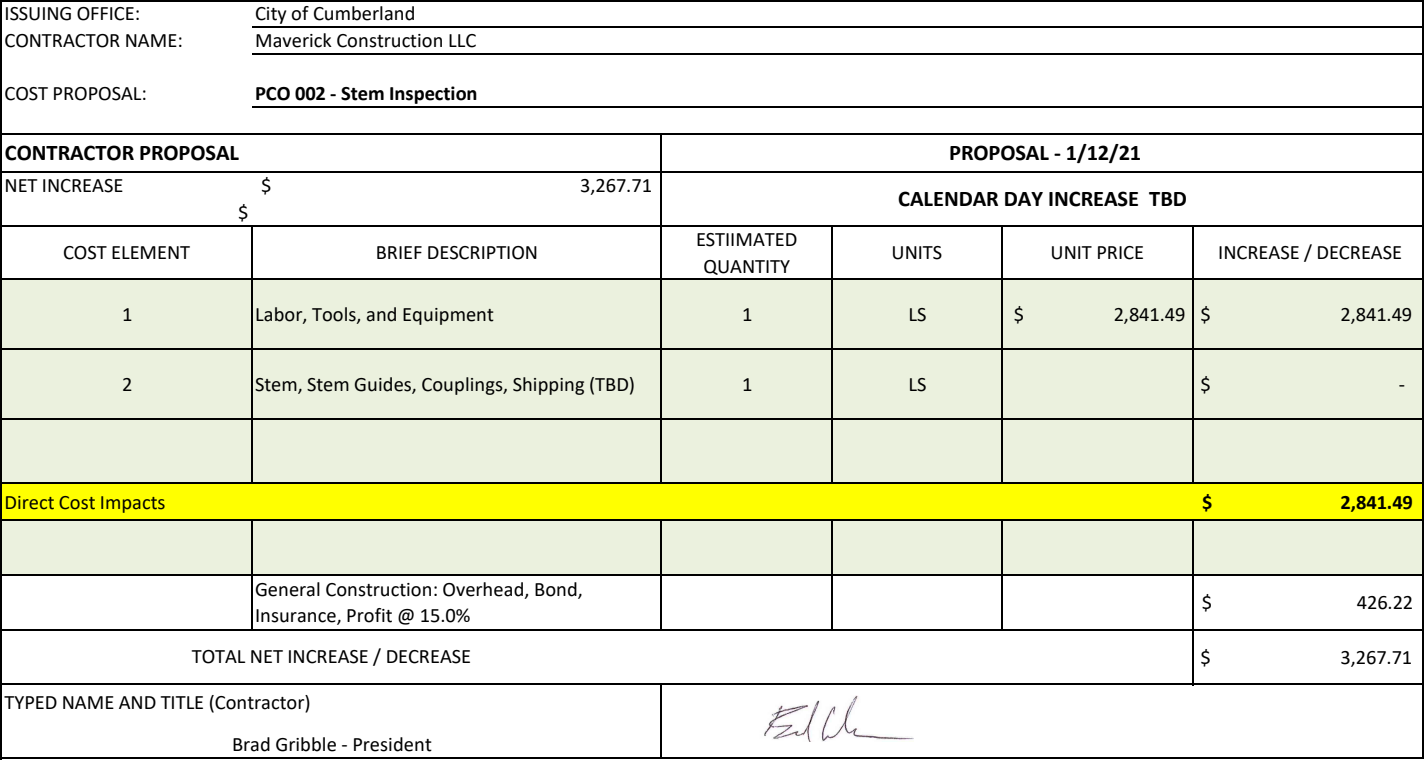 ISSUING OFFICE: City of Cumberland
CONTRACTOR NAME: Maverick Construction LLC
COST PROPOSAL: PCO 002 - Stem Inspection
CONTRACTOR PROPOSAL PROPOSAL - 1/12/21
NET INCREASE $ 3,267.71
$
CALENDAR DAY INCREASE TBD
COST ELEMENT BRIEF DESCRIPTION ESTIIMATED QUANTITY UNITS UNIT PRICE INCREASE / DECREASE
1 Labor, Tools, and Equipment 1 LS $ 2,841.49 $ 2,841.49
2 Stem, Stem Guides, Couplings, Shipping (TBD) 1 LS $ -
Direct Cost Impacts $ 2,841.49
General Construction: Overhead, Bond,
Insurance, Profit @ 15.0% $ 426.22
TOTAL NET INCREASE / DECREASE $ 3,267.71
TYPED NAME AND TITLE (Contractor)
Brad Gribble - President